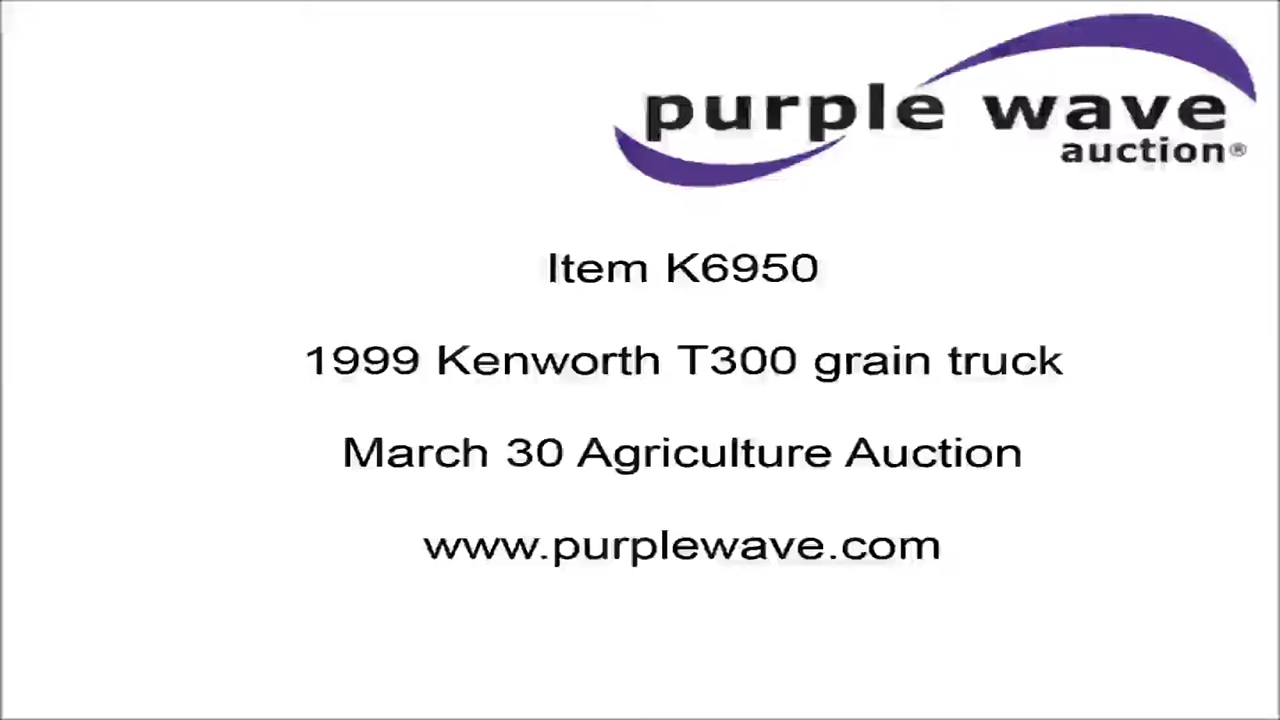 purple wave
auction®
Item K6950
1999 Kenworth T300 grain truck
March 30 Agriculture Auction
www.purplewave.com